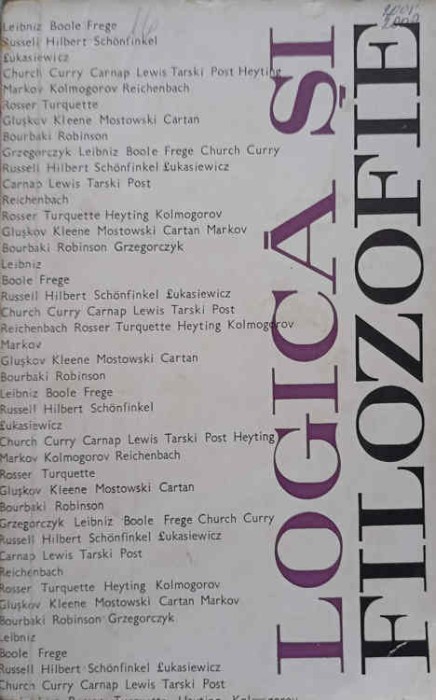 Leibniz Boole Frege
Russell Hilbert Schönfinkel
Łukasiewicz
Church Curry Carnap Lewis Tarski Post Heyting
Markov Kolmogorov Reichenbach
Rosser Turquette
Gluşkov Kleene Mostowski Cartan
Bourbaki Robinson
Grzegorczyk Leibniz Boole Frege Church Curry
Russell Hilbert Schönfinkel Łukasiewicz
Carnap Lewis Tarski Post
Reichenbach
Rosser Turquette Heyting Kolmogorov
Gluşkov Kleene Mostowski Cartan Markov
Bourbaki Robinson Grzegorczyk
Leibniz
Boole Frege
Russell Hilbert Schönfinkel Łukasiewicz
Church Curry Carnap Lewis Tarski Post
Reichenbach Rosser Turquette Heyting Kolmogorov
Markov
Gluşkov Kleene Mostowski Cartan
Bourbaki Robinson
Leibniz Boole Frege
Russell Hilbert Schönfinkel
Łukasiewicz
Church Curry Carnap Lewis Tarski Post Heyting
Markov Kolmogorov Reichenbach
Rosser Turquette
Gluşkov Kleene Mostowski Cartan
Bourbaki Robinson
Grzegorczyk Leibniz Boole Frege Church Curry
Russell Hilbert Schönfinkel Łukasiewicz
Carnap Lewis Tarski Post
Reichenbach
Rosser Turquette Heyting Kolmogorov
Gluşkov Kleene Mostowski Cartan Markov
Bourbaki Robinson Grzegorczyk
Leibniz
Boole Frege
Russell Hilbert Schönfinkel Łukasiewicz
Church Curry Carnap Lewis Tarski Post
LOGICĂ ŞI
FILOZOFIE